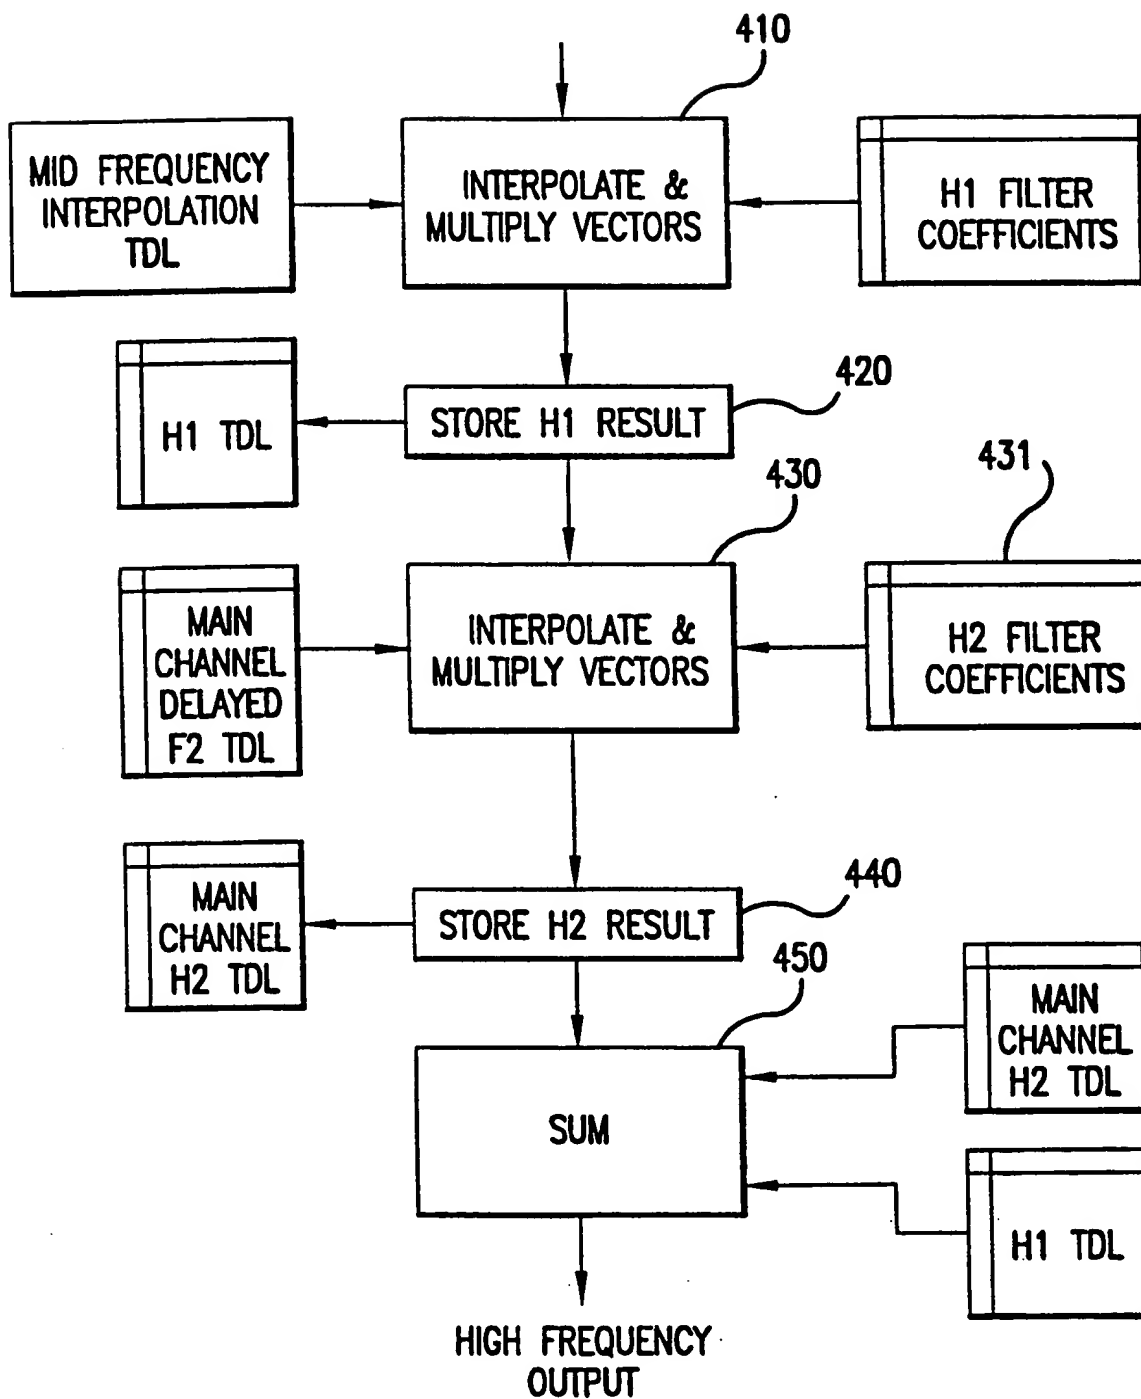 410
MID FREQUENCY
INTERPOLATION
TDL
INTERPOLATE &
MULTIPLY VECTORS
H1 FILTER
COEFFICIENTS
420
H1 TDL
STORE H1 RESULT
430
431
MAIN
CHANNEL
DELAYED
F2 TDL
INTERPOLATE &
MULTIPLY VECTORS
H2 FILTER
COEFFICIENTS
440
MAIN
CHANNEL
H2 TDL
STORE H2 RESULT
450
SUM
MAIN
CHANNEL
H2 TDL
H1 TDL
HIGH FREQUENCY
OUTPUT